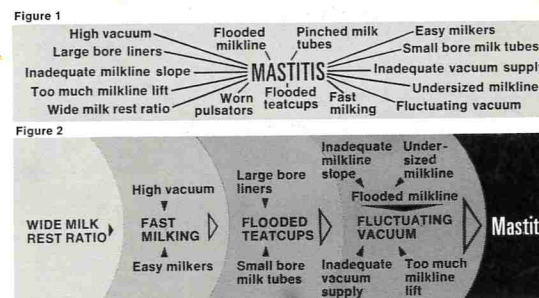 Figure 1
High vacuum
Large bore liners
Inadequate milkline slope
Too much milkline lift
Wide milk rest ratio
Flooded
milkline
Pinched milk
tubes
MASTITIS
Worn
pulsators
Flooded
teatcups
Fast
milking
Easy milkers
Small bore milk tubes
Inadequate vacuum supply
Undersized milkline
Fluctuating vacuum
Figure 2
WIDE MILK
REST RATIO
High vacuum
FAST
MILKING
Easy milkers
Large bore
liners
FLOODED
TEATCUPS
Small bore
milk tubes
Inadequate
milkline
slope
Under-
sized
milkline
Flooded milkline
FLUCTUATING
VACUUM
Inadequate
vacuum
supply
Too much
milkline
lift
Mastit